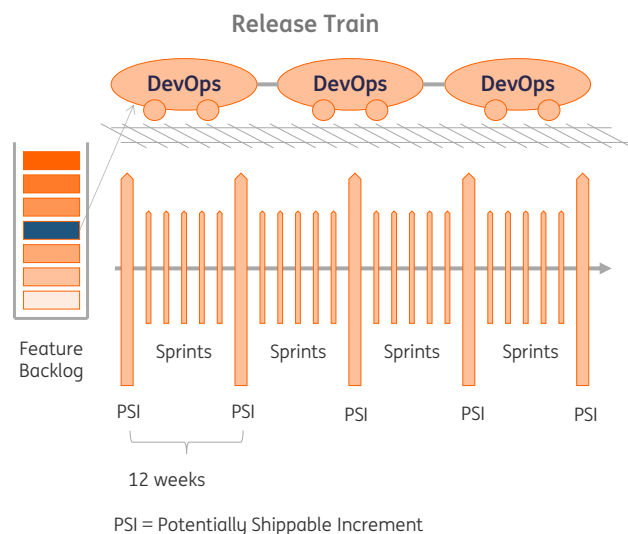 Release Train
DevOps
DevOps
DevOps
Feature
Backlog
Sprints
Sprints
Sprints
Sprints
PSI
PSI
PSI
PSI
PSI
12 weeks
PSI = Potentially Shippable Increment